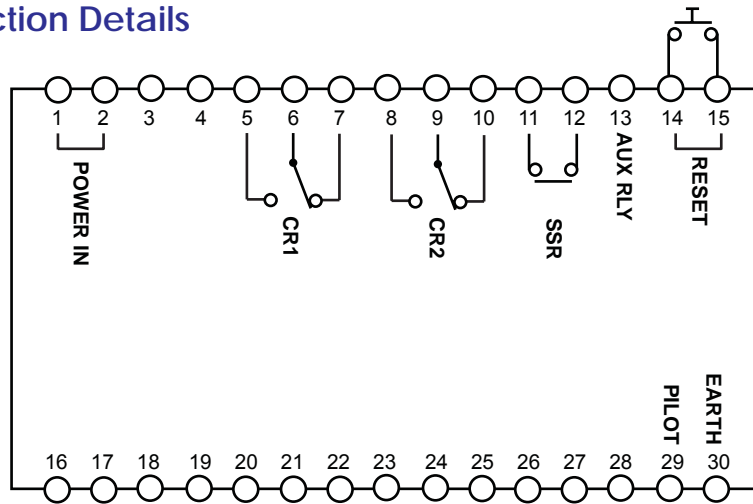 ction Details
1 2 3 4 5 6 7 8 9 10 11 12 13 14 15
POWER IN
CR1
CR2
SSR
AUX RLY
RESET
PILOT
EARTH
16 17 18 19 20 21 22 23 24 25 26 27 28 29 30